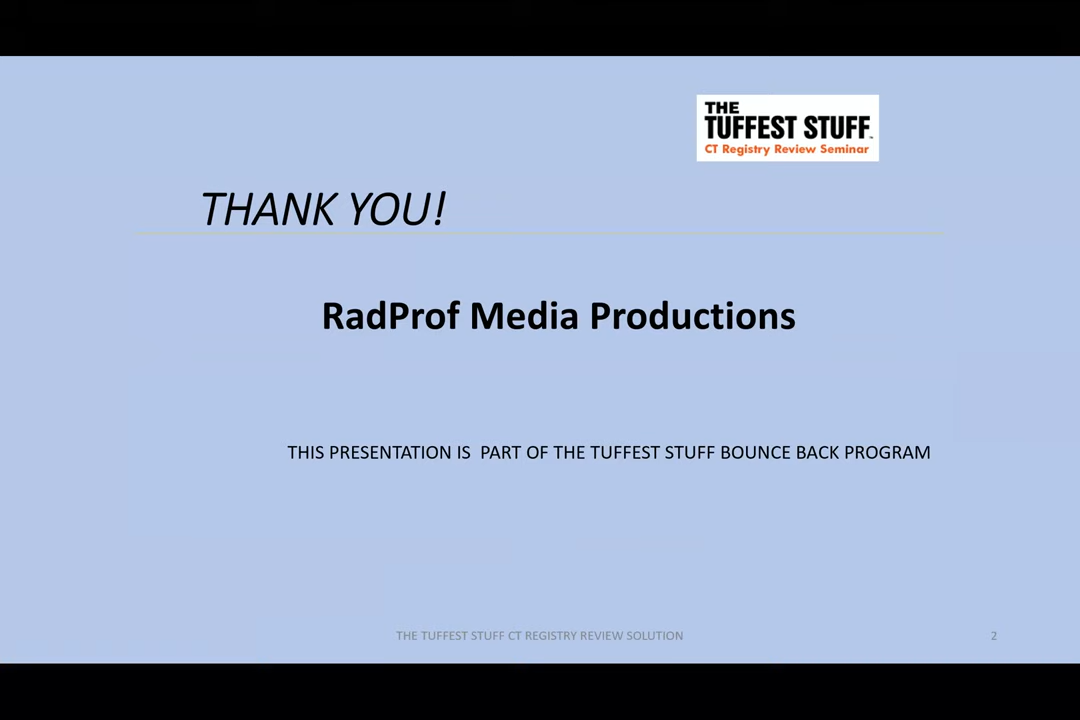 THE
TUFFEST STUFF™
CT Registry Review Seminar
THANK YOU!
RadProf Media Productions
THIS PRESENTATION IS  PART OF THE TUFFEST STUFF BOUNCE BACK PROGRAM
THE TUFFEST STUFF CT REGISTRY REVIEW SOLUTION
2